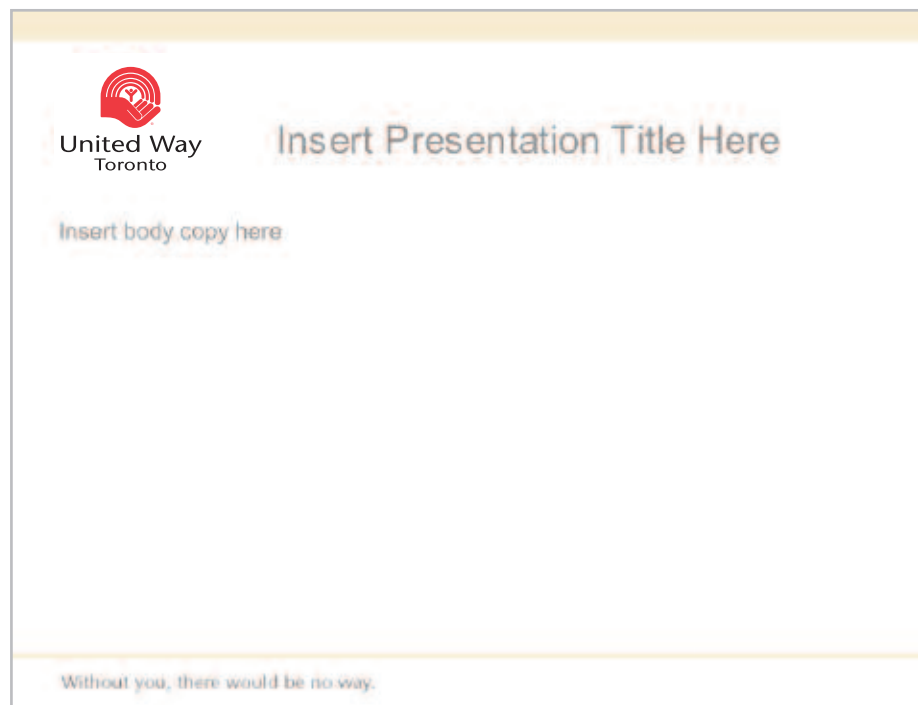 United Way
Toronto
Insert Presentation Title Here
Insert body copy here
Without you, there would be no way.